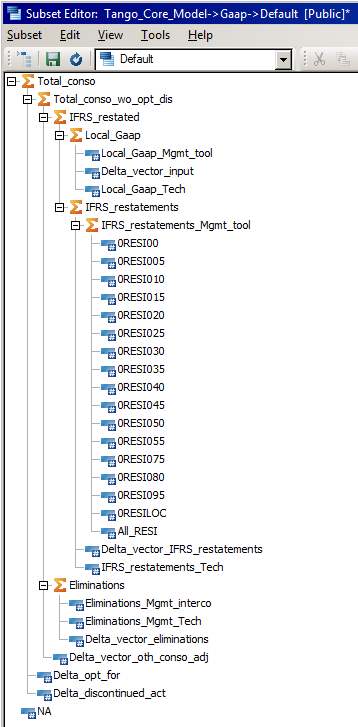 Subset Editor: Tango_Core_Model->Gaap->Default [Public]*
Subset Edit View Tools Help
Default
Total_conso
Total_conso_wo_opt_dis
IFRS_restated
Local_Gaap
Local_Gaap_Mgmt_tool
Delta_vector_input
Local_Gaap_Tech
IFRS_restatements
IFRS_restatements_Mgmt_tool
0RESI00
0RESI005
0RESI010
0RESI015
0RESI020
0RESI025
0RESI030
0RESI035
0RESI040
0RESI045
0RESI050
0RESI055
0RESI075
0RESI080
0RESI095
0RESILOC
All_RESI
Delta_vector_IFRS_restatements
IFRS_restatements_Tech
Eliminations
Eliminations_Mgmt_interco
Eliminations_Mgmt_Tech
Delta_vector_eliminations
Delta_vector_oth_conso_adj
Delta_opt_for
Delta_discontinued_act
NA